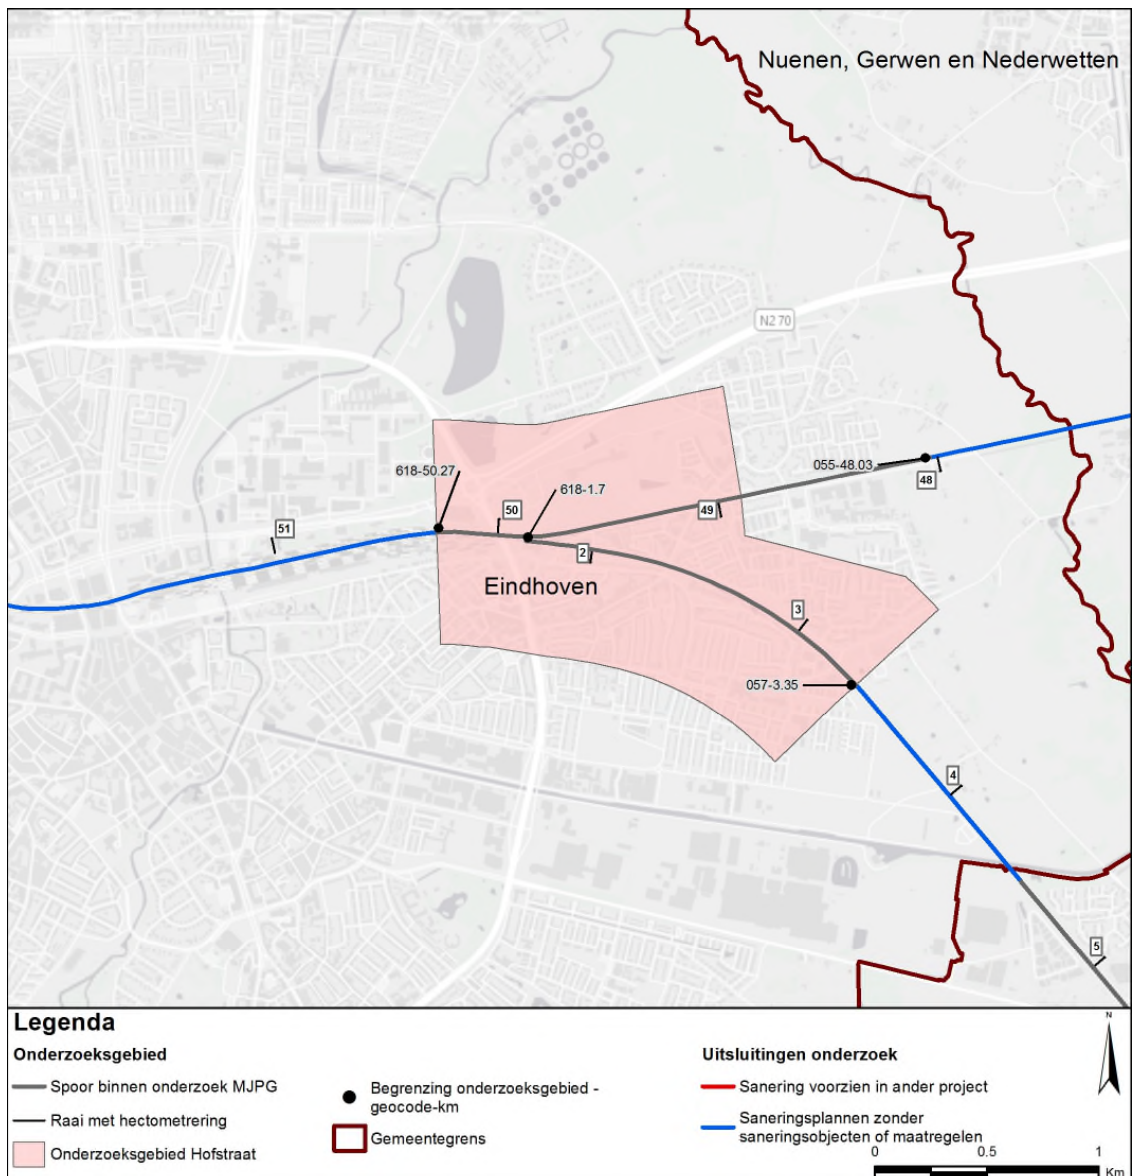 Nuenen, Gerwen en Nederwetten
N270
618-50.27
055-48.03
48
618-1.7
50
49
51
2
Eindhoven
3
057-3.35
4
5
Legenda
N
Onderzoeksgebied
Spoor binnen onderzoek MJPG
Raai met hectometrering
Onderzoeksgebied Hofstraat
Begrenzing onderzoeksgebied -
geocode-km
Gemeentegrens
Uitsluitingen onderzoek
Sanering voorzien in ander project
Saneringsplannen zonder
saneringsobjecten of maatregelen
0 0.5 1
Km